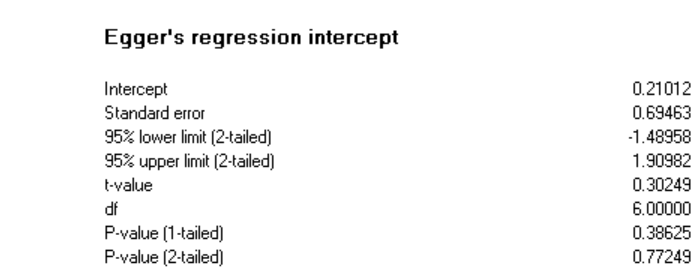 Egger's regression intercept
Intercept 0.21012
Standard error 0.69463
95% lower limit (2-tailed) -1.48958
95% upper limit (2-tailed) 1.90982
t-value 0.30249
df 6.00000
P-value (1-tailed) 0.38625
P-value (2-tailed) 0.77249